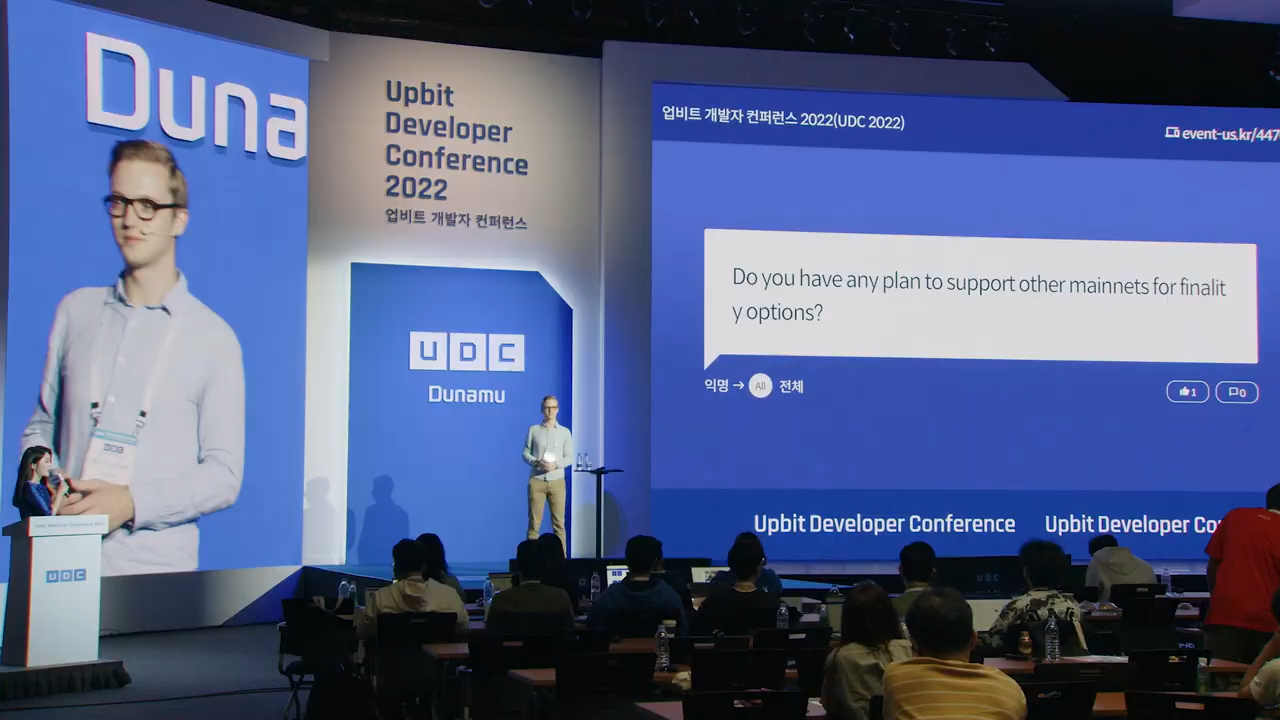 Duna
Upbit
Developer
Conference
2022
업비트 개발자 컨퍼런스
UDC
Dunamu
업비트 개발자 컨퍼런스 2022(UDC 2022)
event-us.kr/447
Do you have any plan to support other mainnets for finalit
y options?
익명 → All 전체
1
0
Upbit Developer Conference
Upbit Developer Co
UDC
UDC
UDC